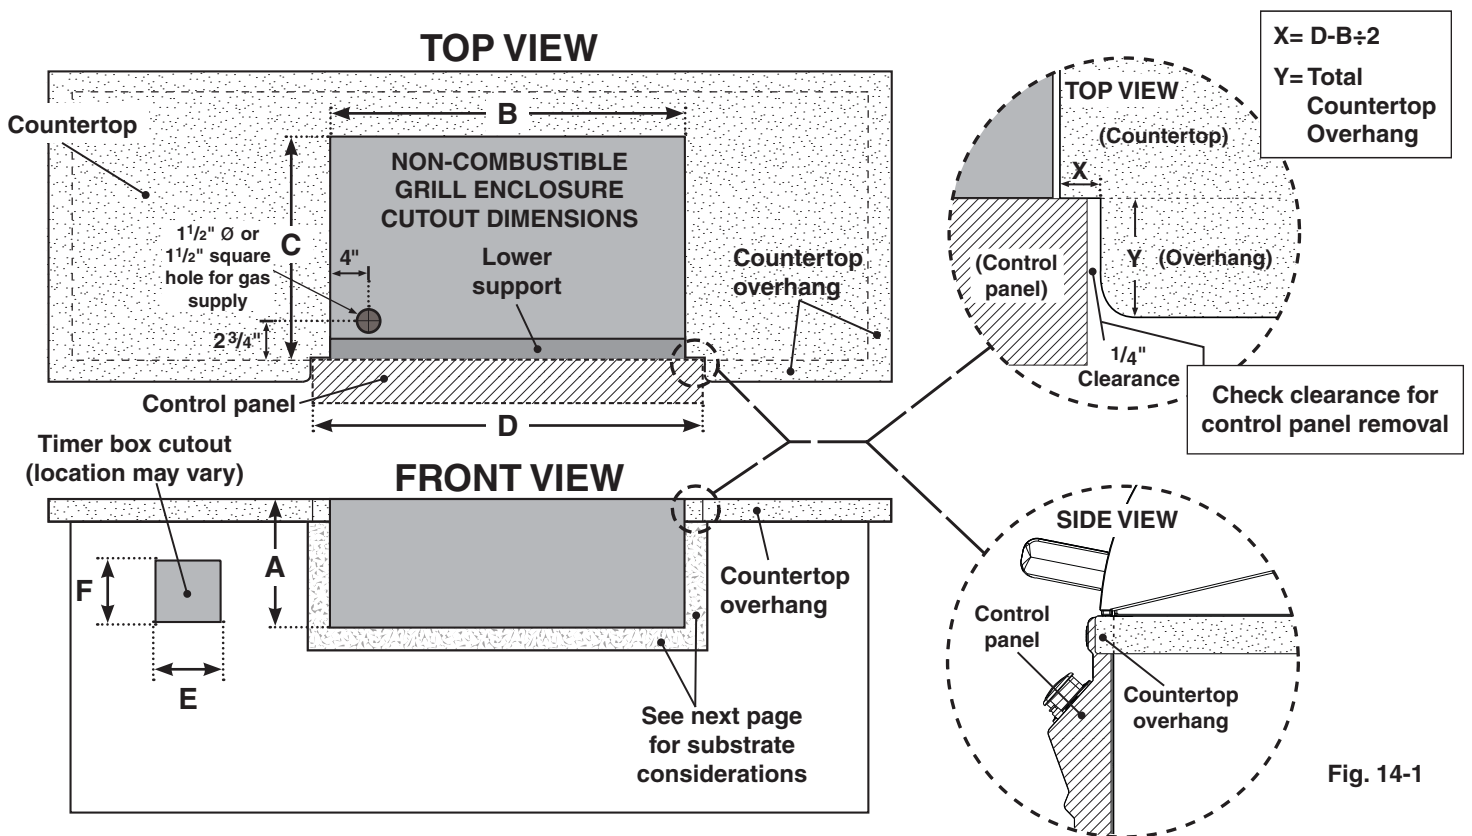 TOP VIEW
Countertop
B
NON-COMBUSTIBLE
GRILL ENCLOSURE
CUTOUT DIMENSIONS
1 1/2" Ø or
1 1/2" square
hole for gas
supply
C
4"
Lower
support
2 3/4"
Countertop
overhang
Control panel
D
X= D-B÷2
Y= Total
Countertop
Overhang
TOP VIEW
(Countertop)
X
(Control
panel)
Y
(Overhang)
1/4"
Clearance
Check clearance for
control panel removal
Timer box cutout
(location may vary)
FRONT VIEW
F
A
E
Countertop
overhang
See next page
for substrate
considerations
SIDE VIEW
Control
panel
Countertop
overhang
Fig. 14-1